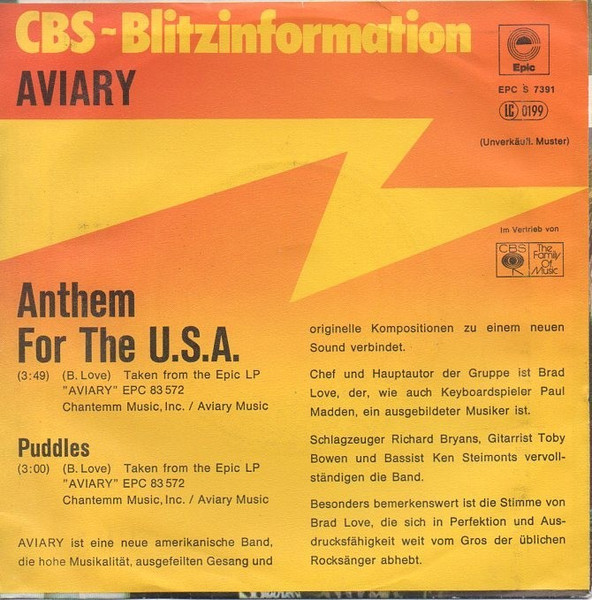 CBS-Blitzinformation
AVIARY
Epic
EPC S 7391
LC 0199
(Unverkäufl. Muster)
Im Vertrieb von
CBS
The
Family
Of
Music
Anthem
For The U.S.A.
(3:49) (B. Love) Taken from the Epic LP
"AVIARY" EPC 83 572
Chantemm Music, Inc. / Aviary Music
Puddles
(3:00) (B. Love) Taken from the Epic LP
"AVIARY" EPC 83 572
Chantemm Music, Inc. / Aviary Music
AVIARY ist eine neue amerikanische Band,
die hohe Musikalität, ausgefeilten Gesang und
originelle Kompositionen zu einem neuen
Sound verbindet.
Chef und Hauptautor der Gruppe ist Brad
Love, der, wie auch Keyboardspieler Paul
Madden, ein ausgebildeter Musiker ist.
Schlagzeuger Richard Bryans, Gitarrist Toby
Bowen und Bassist Ken Steimonts vervoll-
ständigen die Band.
Besonders bemerkenswert ist die Stimme von
Brad Love, die sich in Perfektion und Aus-
drucksfähigkeit weit vom Gros der üblichen
Rocksänger abhebt.